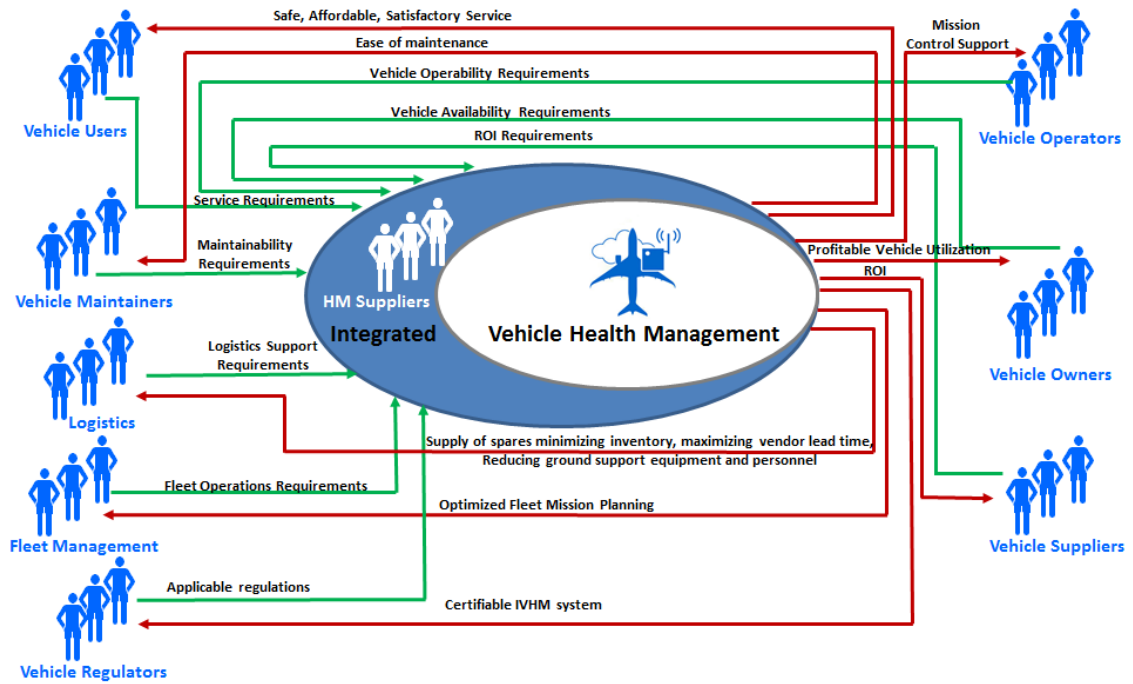 Safe, Affordable, Satisfactory Service
Mission
Control Support
Ease of maintenance
Vehicle Operability Requirements
Vehicle Availability Requirements
ROI Requirements
Vehicle Users
Vehicle Operators
Service Requirements
Maintainability
Requirements
Profitable Vehicle Utilization
ROI
Vehicle Maintainers
HM Suppliers
Integrated
Vehicle Health Management
Logistics Support
Requirements
Vehicle Owners
Logistics
Supply of spares minimizing inventory, maximizing vendor lead time,
Reducing ground support equipment and personnel
Fleet Operations Requirements
Optimized Fleet Mission Planning
Fleet Management
Vehicle Suppliers
Applicable regulations
Certifiable IVHM system
Vehicle Regulators